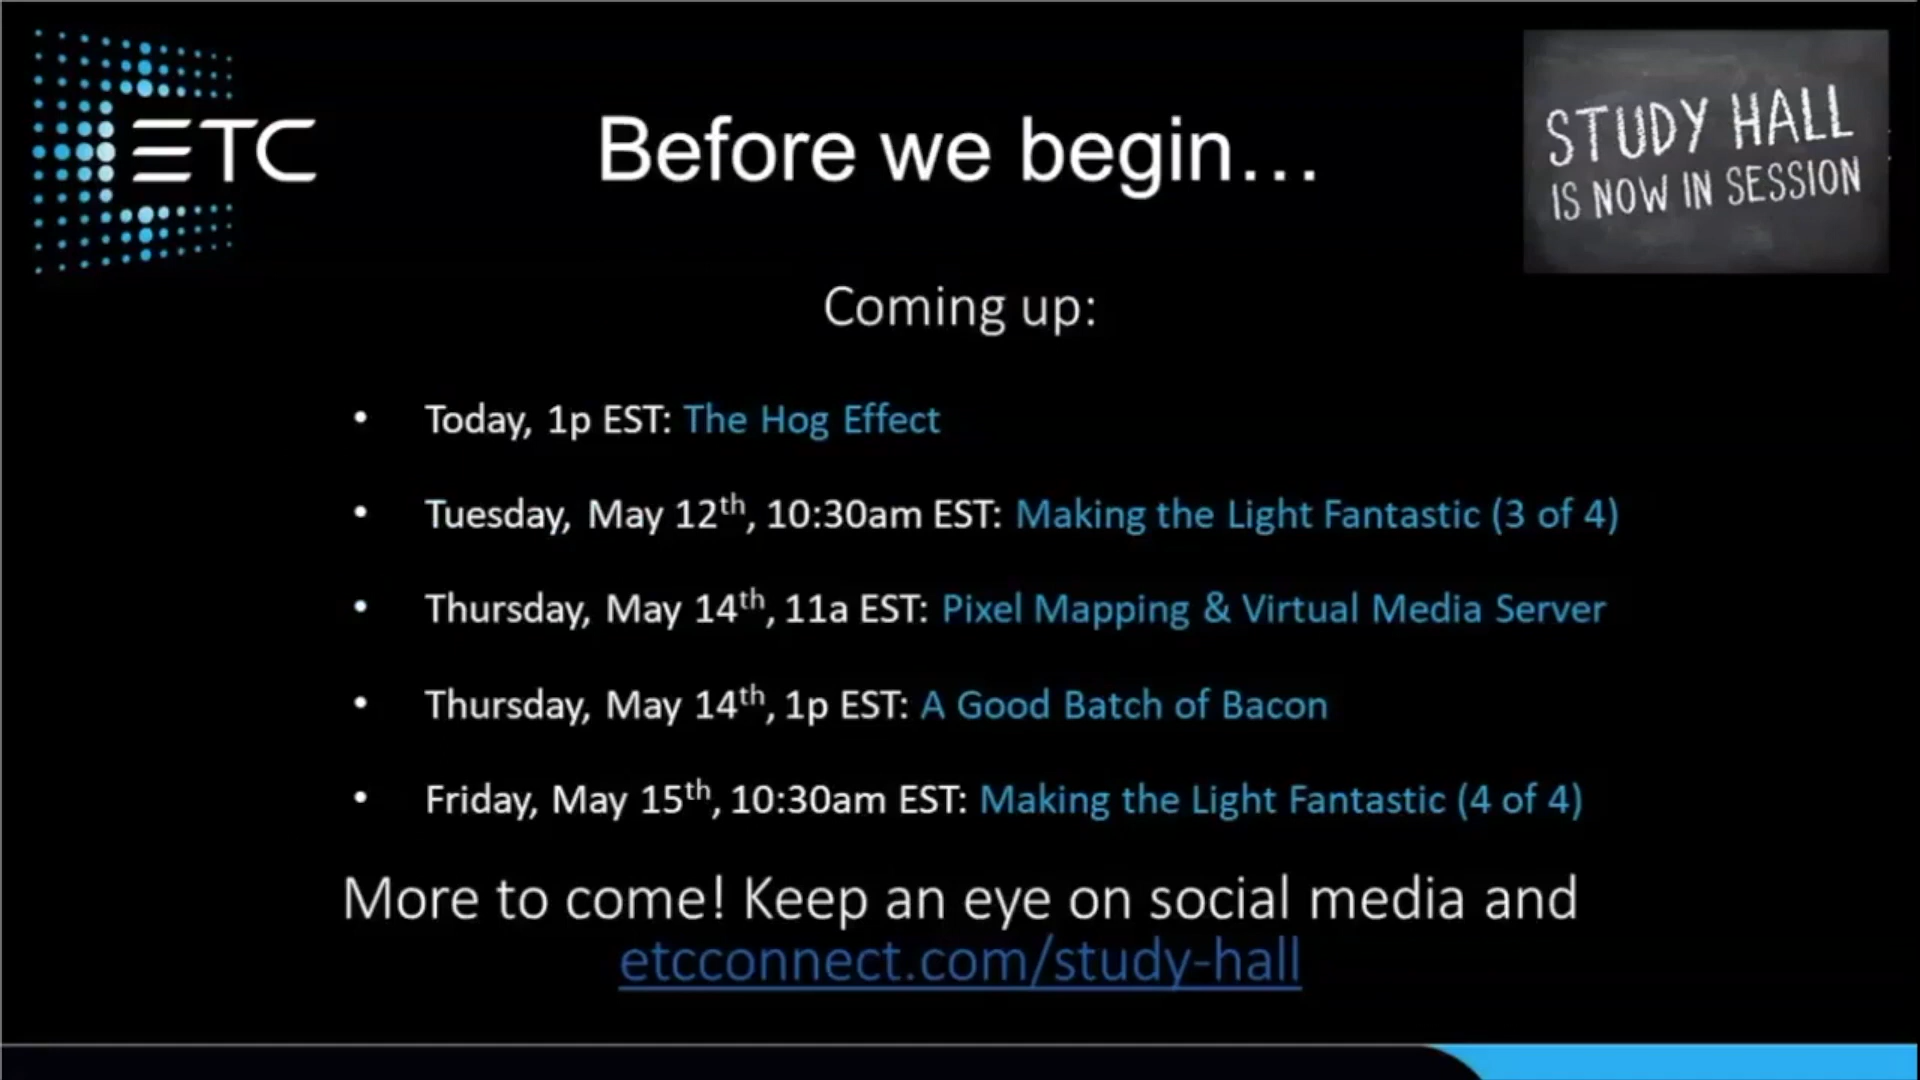 ETC
Before we begin...
STUDY HALL
IS NOW IN SESSION
Coming up:
• Today, 1p EST: The Hog Effect
• Tuesday, May 12th, 10:30am EST: Making the Light Fantastic (3 of 4)
• Thursday, May 14th, 11a EST: Pixel Mapping & Virtual Media Server
• Thursday, May 14th, 1p EST: A Good Batch of Bacon
• Friday, May 15th, 10:30am EST: Making the Light Fantastic (4 of 4)
More to come! Keep an eye on social media and
etcconnect.com/study-hall